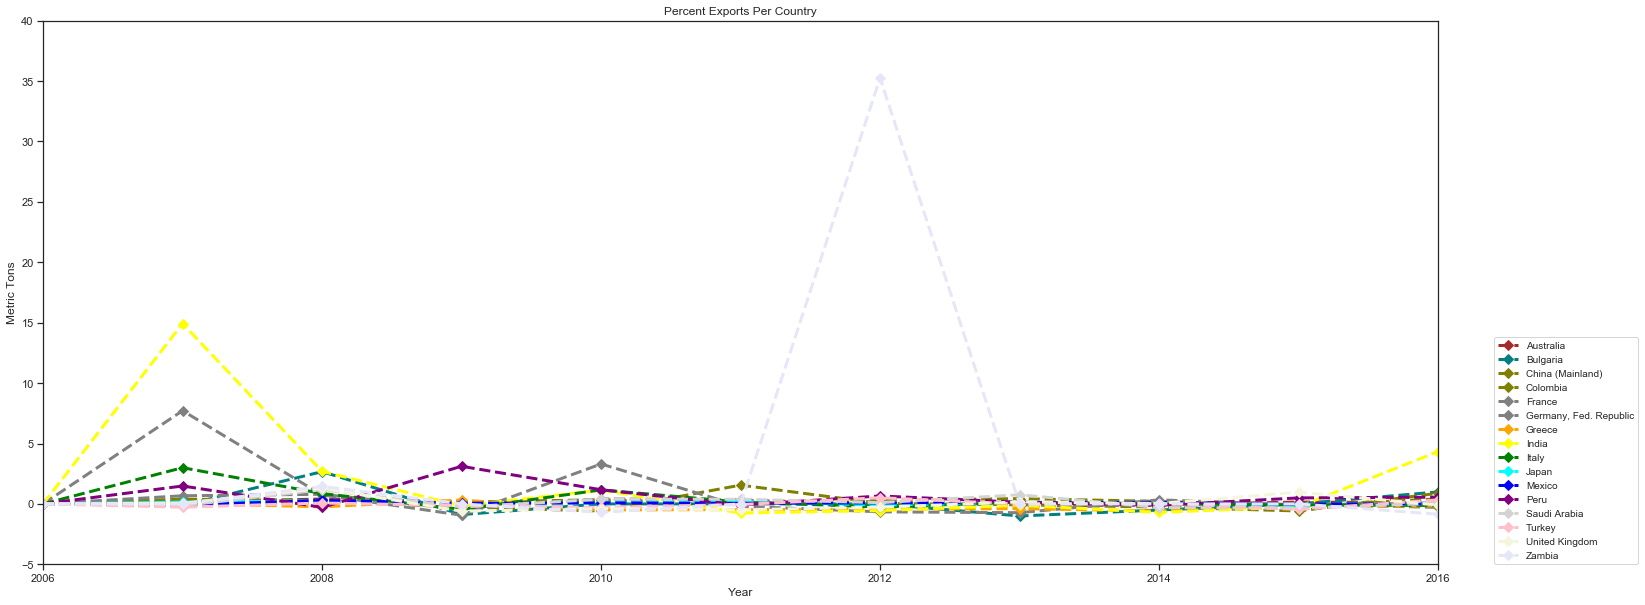 Percent Exports Per Country
40
35
30
25
20
15
10
5
0
−5
Metric Tons
2006
2008
2010
2012
2014
2016
Year
Australia
Bulgaria
China (Mainland)
Colombia
France
Germany, Fed. Republic
Greece
India
Italy
Japan
Mexico
Peru
Saudi Arabia
Turkey
United Kingdom
Zambia